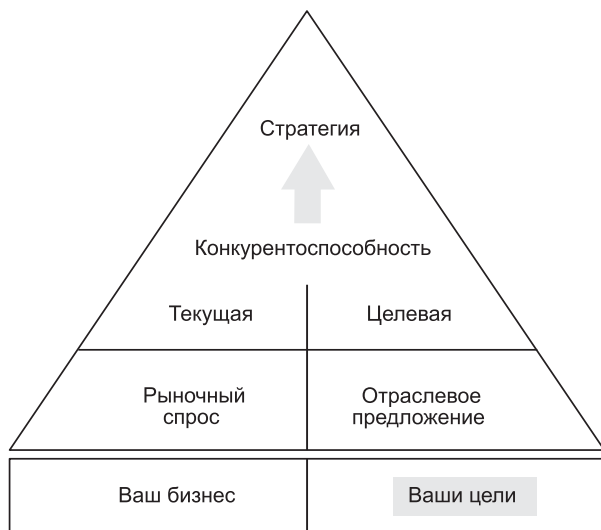 Стратегия
Конкурентоспособность
Текущая
Целевая
Рыночный
спрос
Отраслевое
предложение
Ваш бизнес
Ваши цели